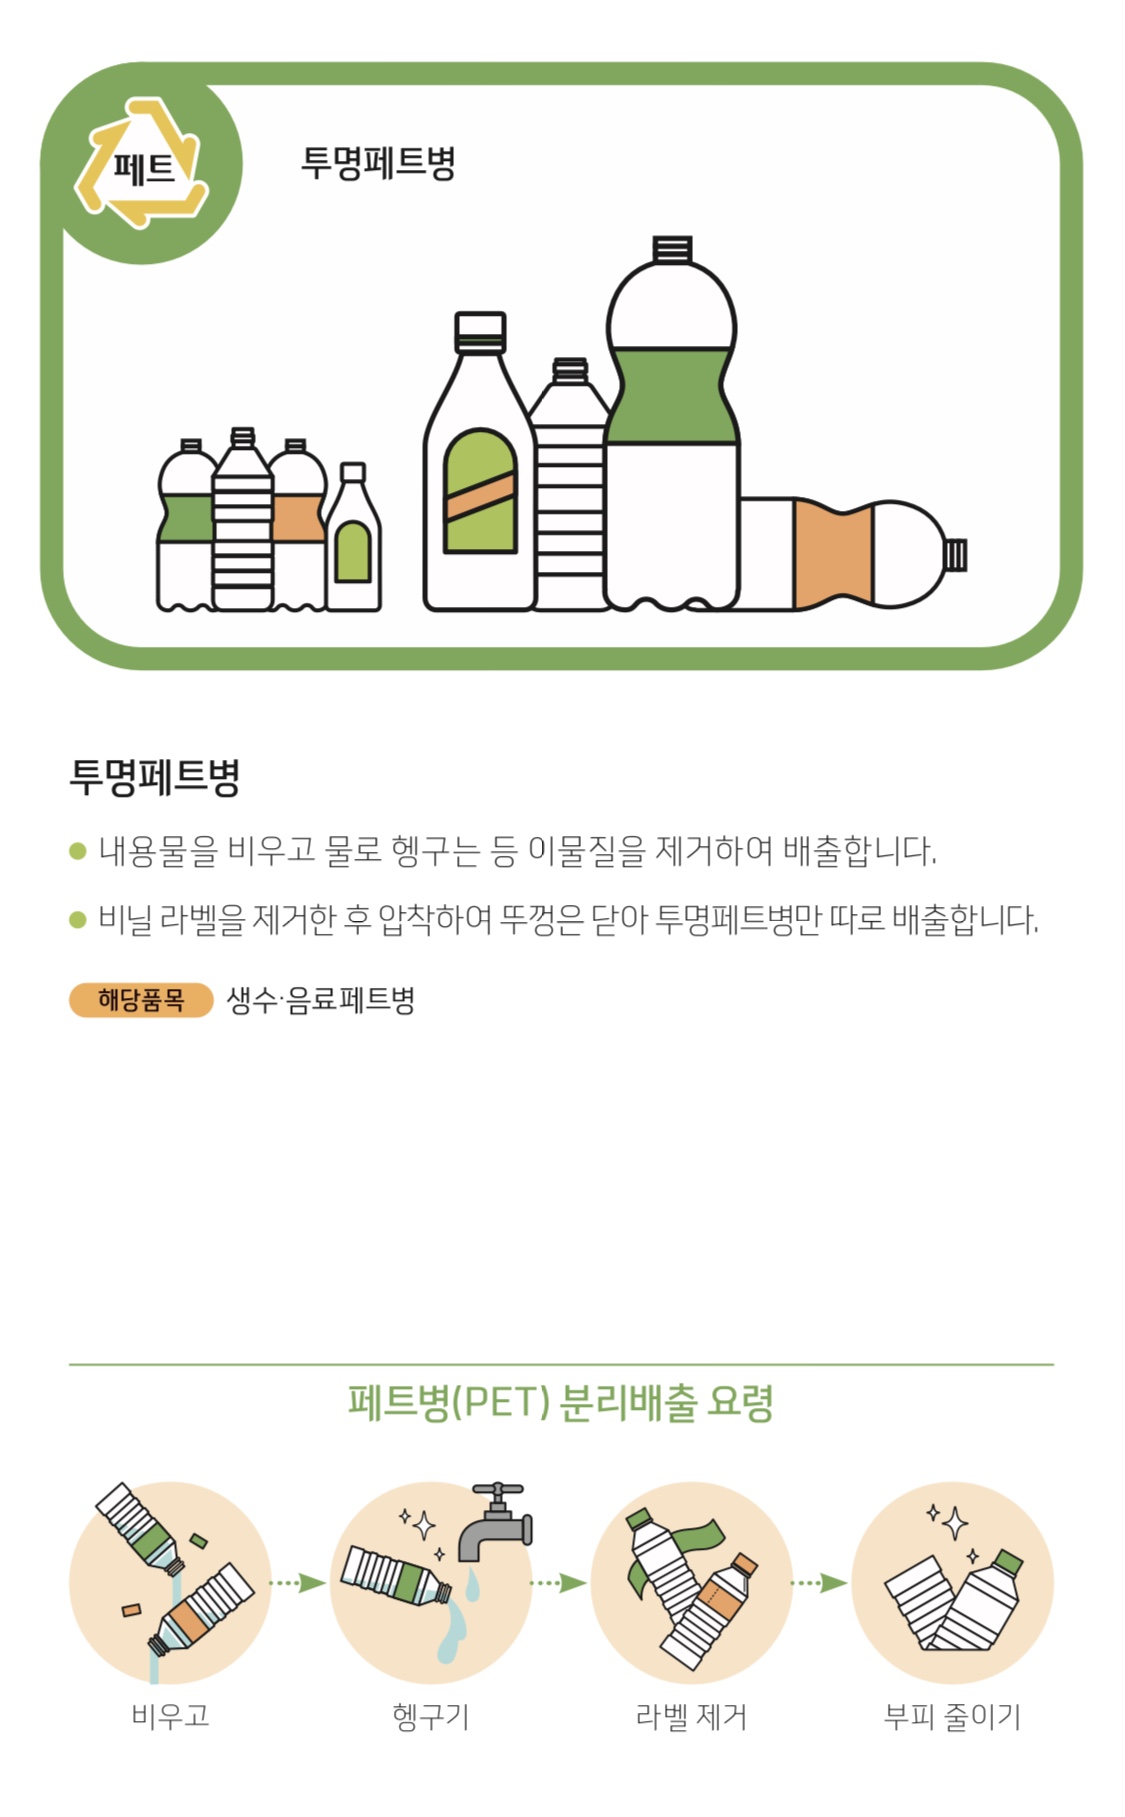 페트
투명페트병
투명페트병
내용물을 비우고 물로 헹구는 등 이물질을 제거하여 배출합니다.
비닐 라벨을 제거한 후 압착하여 뚜껑은 닫아 투명페트병만 따로 배출합니다.
해당품목 생수·음료페트병
페트병(PET) 분리배출 요령
비우고
헹구기
라벨 제거
부피 줄이기